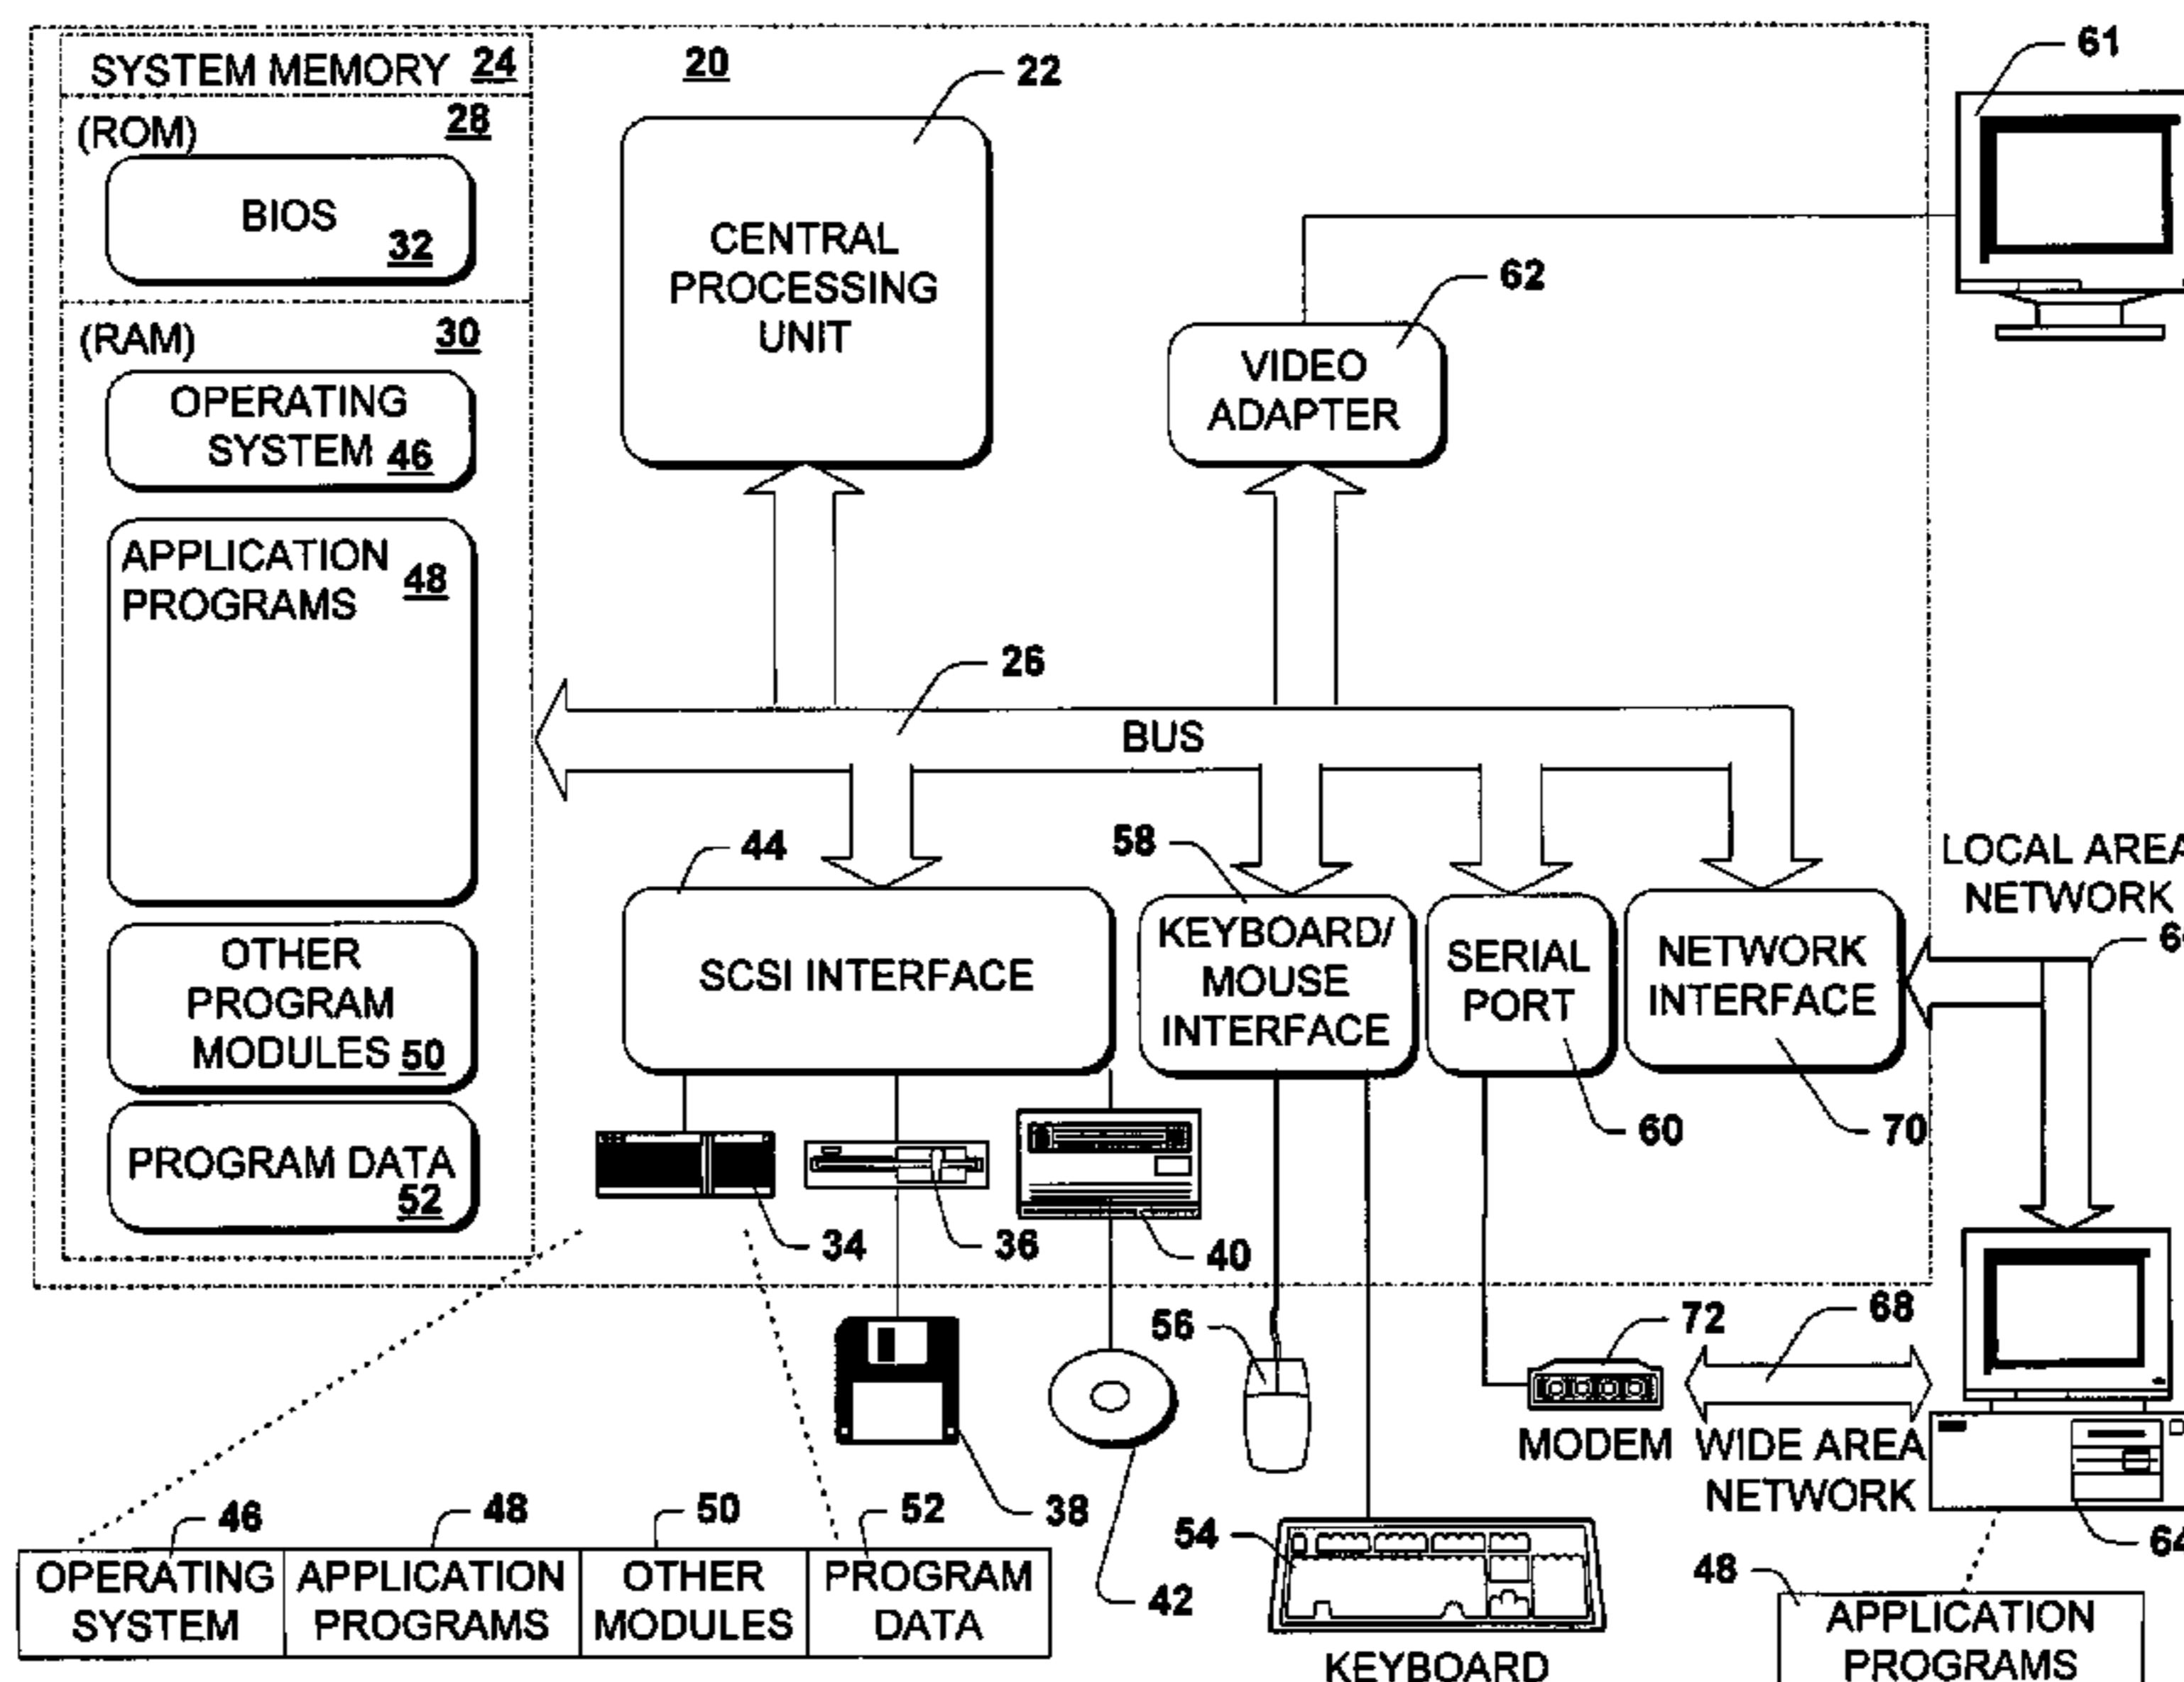 SYSTEM MEMORY 24
(ROM) 28
BIOS
32
(RAM) 30
OPERATING
SYSTEM 46
APPLICATION
PROGRAMS
48
OTHER
PROGRAM
MODULES 50
PROGRAM DATA
52
20
22
CENTRAL
PROCESSING
UNIT
62
VIDEO
ADAPTER
61
26
BUS
44
SCSI INTERFACE
58
KEYBOARD/
MOUSE
INTERFACE
SERIAL
PORT
60
NETWORK
INTERFACE
70
LOCAL AREA
NETWORK
34
36
40
38
42
56
54
KEYBOARD
72
MODEM
68
WIDE AREA
NETWORK
64
46
OPERATING
SYSTEM
48
APPLICATION
PROGRAMS
50
OTHER
MODULES
52
PROGRAM
DATA
48
APPLICATION
PROGRAMS